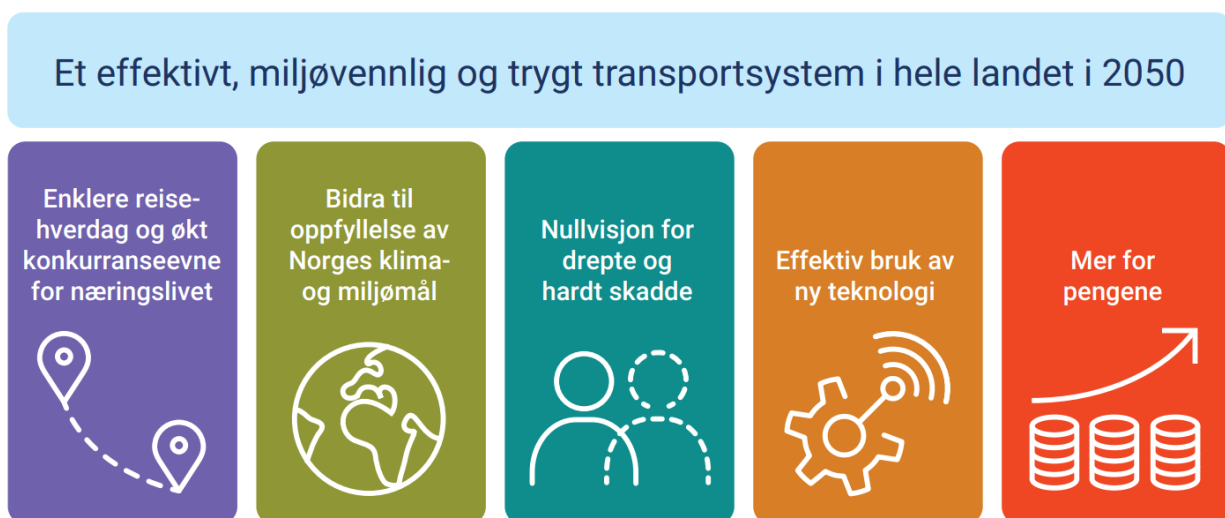 Et effektivt, miljøvennlig og trygt transportsystem i hele landet i 2050
Enklere reise-
hverdag og økt
konkurranseevne
for næringslivet
Bidra til
oppfyllelse av
Norges klima-
og miljømål
Nullvisjon for
drepte og
hardt skadde
Effektiv bruk av
ny teknologi
Mer for
pengene